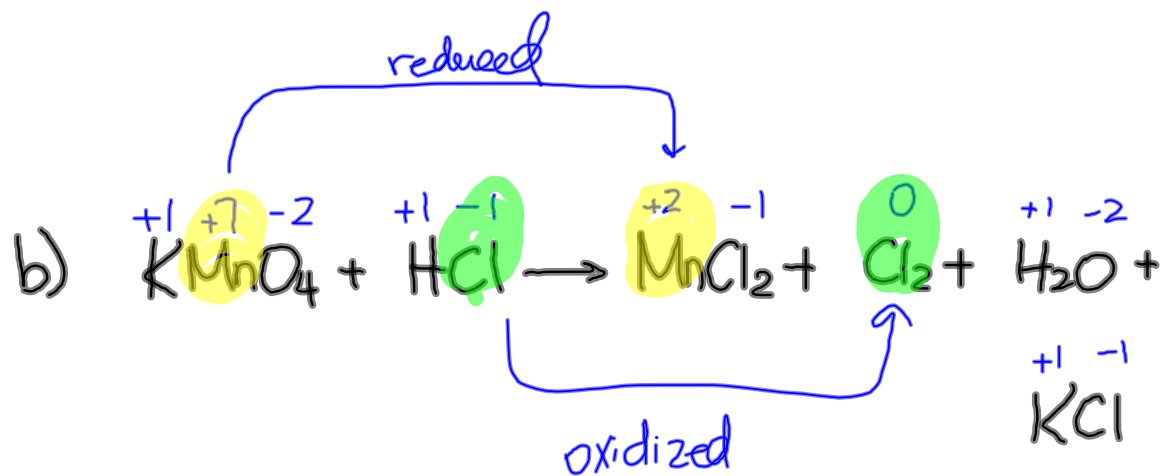 reduced
+1 +7 -2 +1 -1 +2 -1 0 +1 -2
b) KMnO₄ + HCl → MnCl₂ + Cl₂ + H₂O +
+1 -1
KCl
oxidized